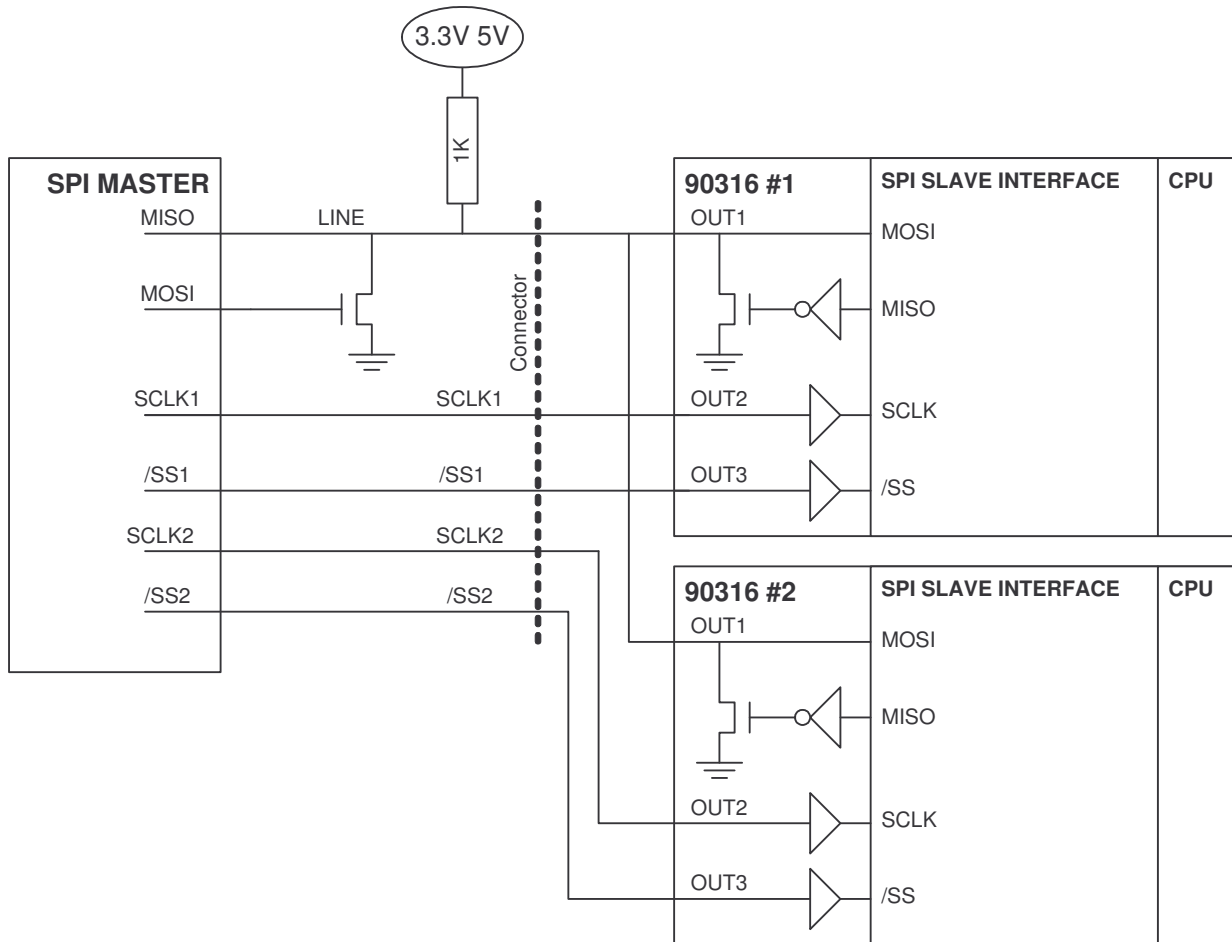 3.3V 5V
1K
SPI MASTER
MISO
LINE
MOSI
Connector
SCLK1
SCLK1
/SS1
/SS1
SCLK2
SCLK2
/SS2
/SS2
90316 #1
SPI SLAVE INTERFACE
CPU
OUT1
MOSI
MISO
OUT2
SCLK
OUT3
/SS
90316 #2
SPI SLAVE INTERFACE
CPU
OUT1
MOSI
MISO
OUT2
SCLK
OUT3
/SS